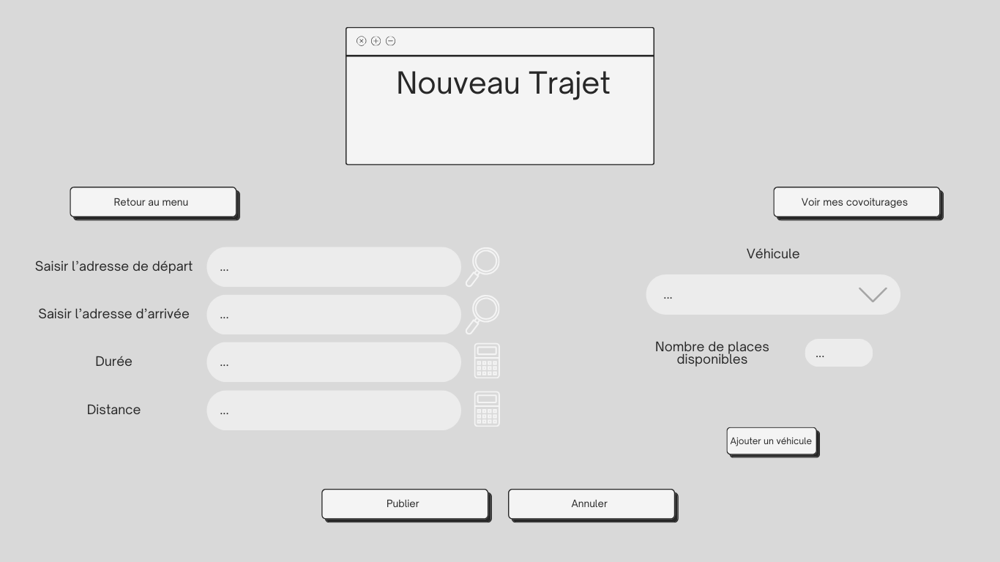 Nouveau Trajet
Retour au menu
Voir mes covoiturages
Saisir l’adresse de départ
...
Saisir l’adresse d’arrivée
...
Durée
...
Distance
...
Véhicule
...
Nombre de places
disponibles
...
Ajouter un véhicule
Publier
Annuler